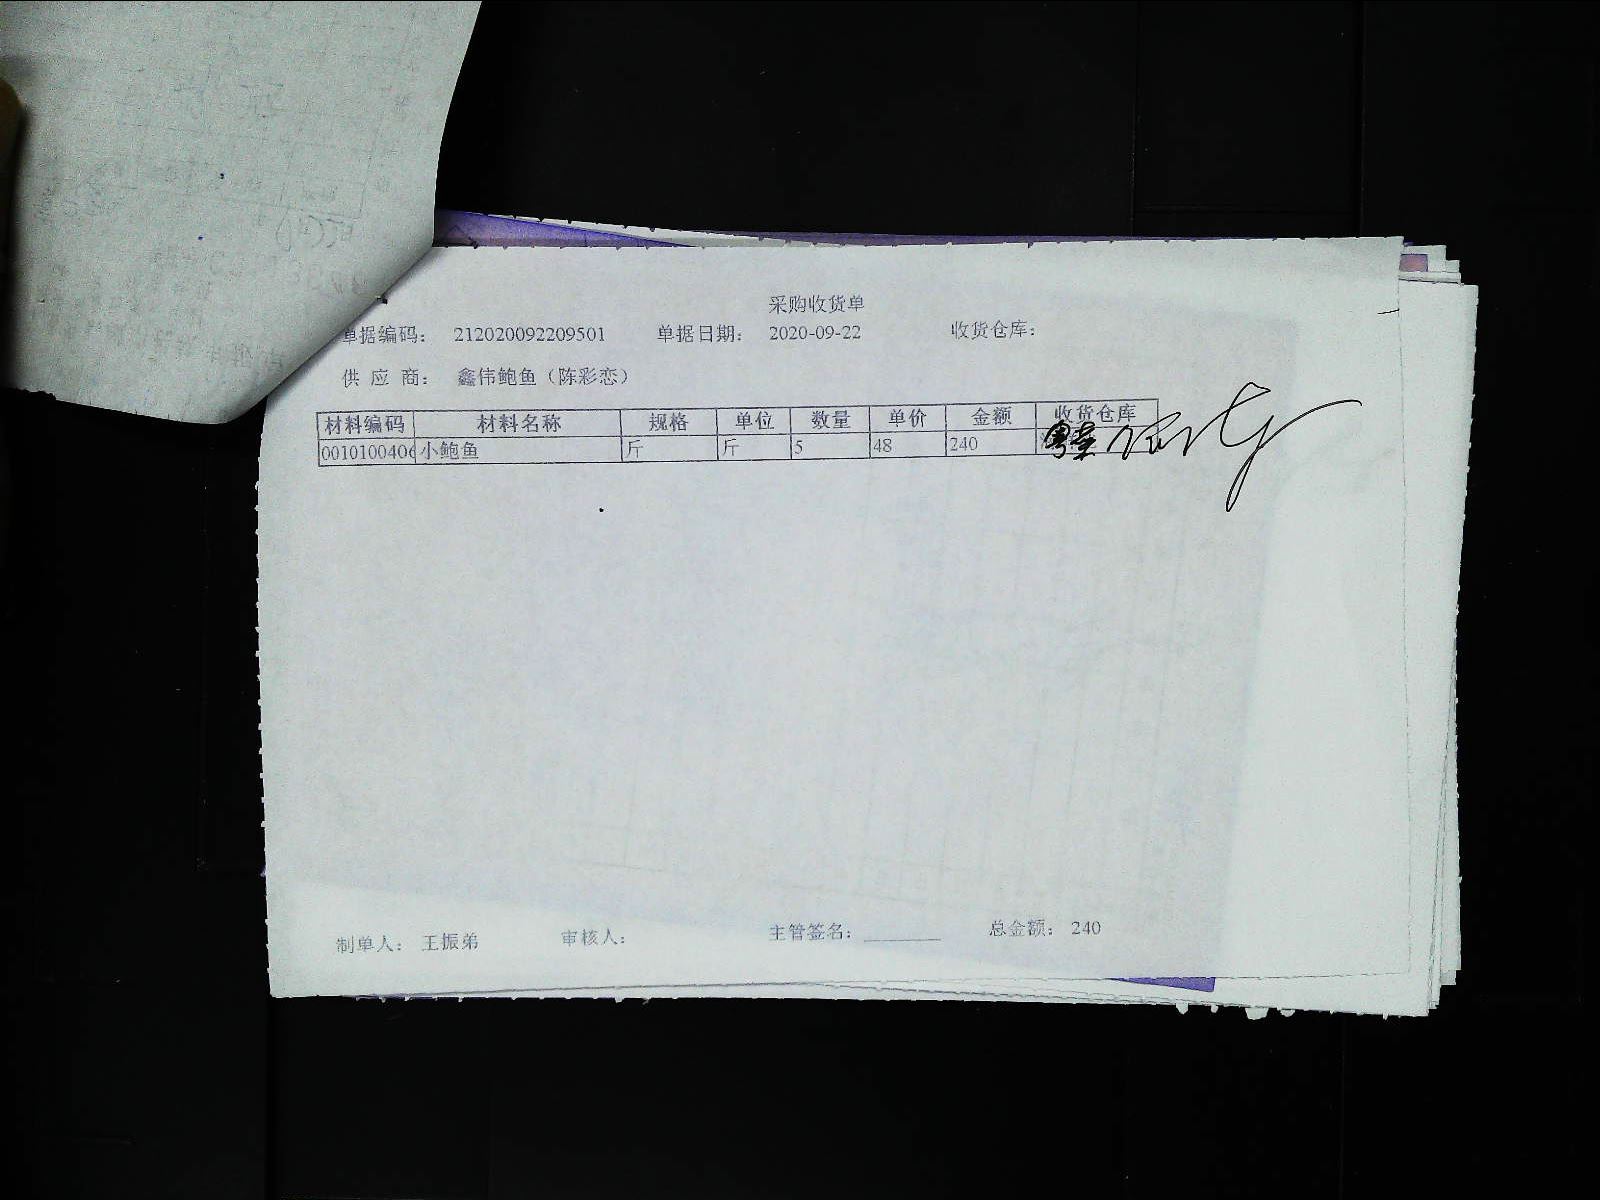 采购收货单
单据编码： 212020092209501 单据日期： 2020-09-22 收货仓库：
供 应 商： 鑫伟鲍鱼（陈彩恋）
材料编码 材料名称 规格 单位 数量 单价 金额 收货仓库
0010100406 小鲍鱼 斤 斤 5 48 240 粤菜
制单人： 王振弟 审核人： 主管签名： ________ 总金额： 240